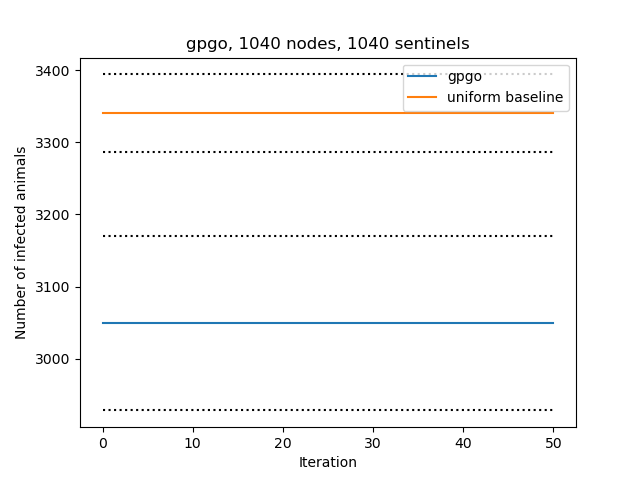 gpgo, 1040 nodes, 1040 sentinels
gpgo
uniform baseline
Number of infected animals
3400
3300
3200
3100
3000
0 10 20 30 40 50
Iteration